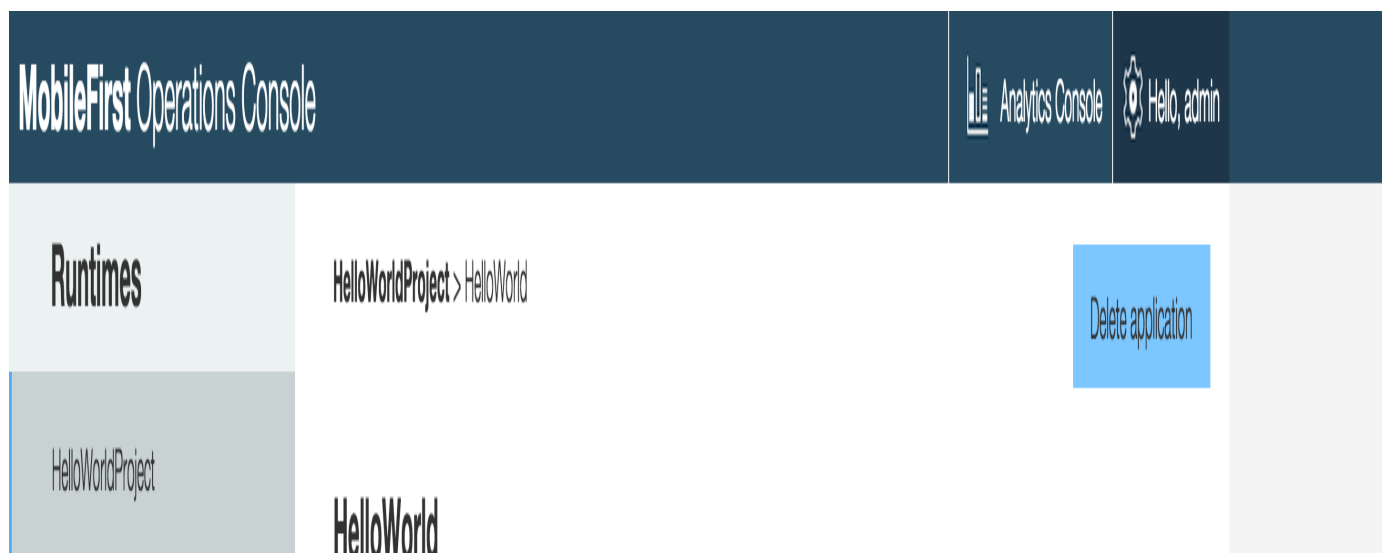 MobileFirst Operations Console
Analytics Console
Hello, admin
Runtimes
HelloWorldProject > HelloWorld
Delete application
HelloWorldProject
HelloWorld